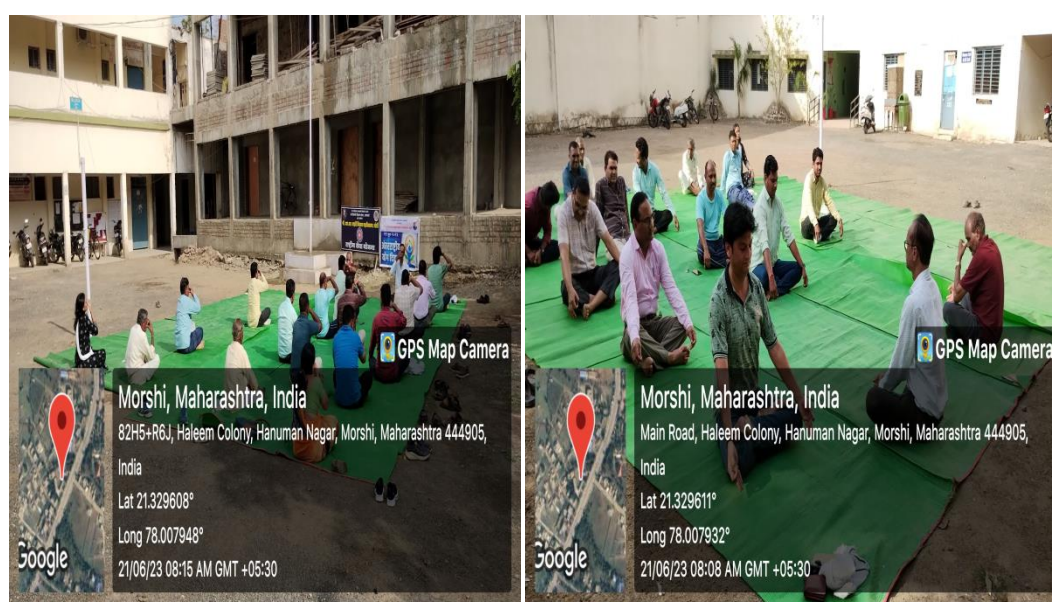 राष्ट्रीय सेवा योजना
GPS Map Camera
Morshi, Maharashtra, India
82H5+R6J, Haleem Colony, Hanuman Nagar, Morshi, Maharashtra 444905,
India
Lat 21.329608°
Long 78.007948°
21/06/23 08:15 AM GMT +05:30
Google
GPS Map Camera
Morshi, Maharashtra, India
Main Road, Haleem Colony, Hanuman Nagar, Morshi, Maharashtra 444905,
India
Lat 21.329611°
Long 78.007932°
21/06/23 08:08 AM GMT +05:30
Google